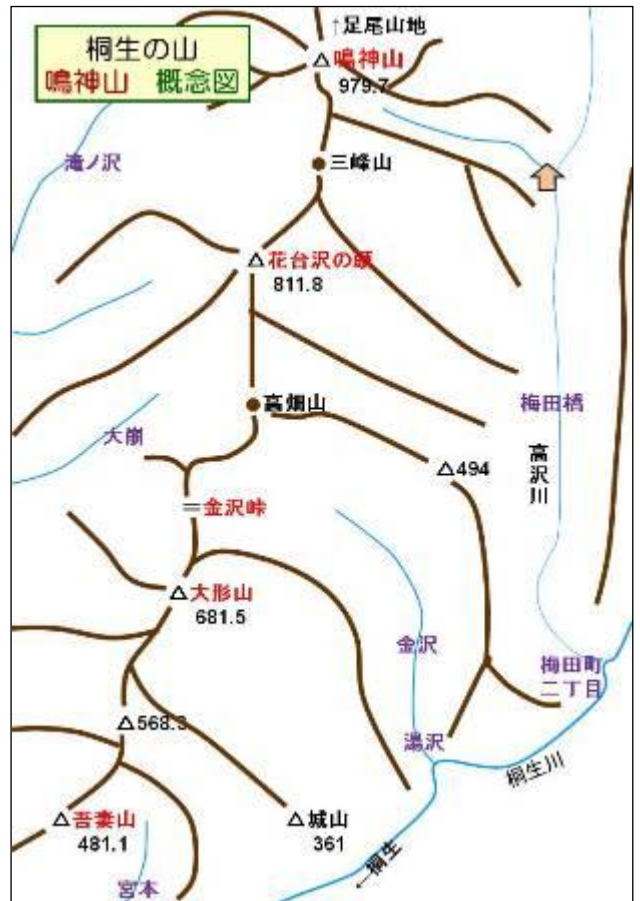 桐生の山
鳴神山 概念図
↑足尾山地
鳴神山
979.7
滝ノ沢
三峰山
花台沢の頭
811.8
高畑山
梅田橋
大崩
494
高沢川
金沢峠
大形山
681.5
金沢
梅田町
二丁目
568.3
湯沢
桐生川
吾妻山
481.1
城山
361
←桐生
宮本